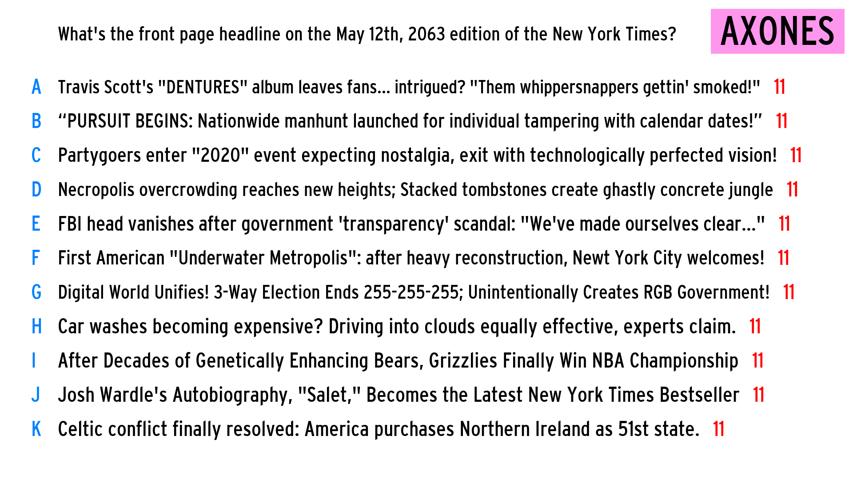 What's the front page headline on the May 12th, 2063 edition of the New York Times?
AXONES
A Travis Scott's "DENTURES" album leaves fans... intrigued? "Them whippersnappers gettin' smoked!" 11
B “PURSUIT BEGINS: Nationwide manhunt launched for individual tampering with calendar dates!” 11
C Partygoers enter "2020" event expecting nostalgia, exit with technologically perfected vision! 11
D Necropolis overcrowding reaches new heights; Stacked tombstones create ghastly concrete jungle 11
E FBI head vanishes after government 'transparency' scandal: "We've made ourselves clear..." 11
F First American "Underwater Metropolis": after heavy reconstruction, Newt York City welcomes! 11
G Digital World Unifies! 3-Way Election Ends 255-255-255; Unintentionally Creates RGB Government! 11
H Car washes becoming expensive? Driving into clouds equally effective, experts claim. 11
I After Decades of Genetically Enhancing Bears, Grizzlies Finally Win NBA Championship 11
J Josh Wardle's Autobiography, "Salet," Becomes the Latest New York Times Bestseller 11
K Celtic conflict finally resolved: America purchases Northern Ireland as 51st state. 11